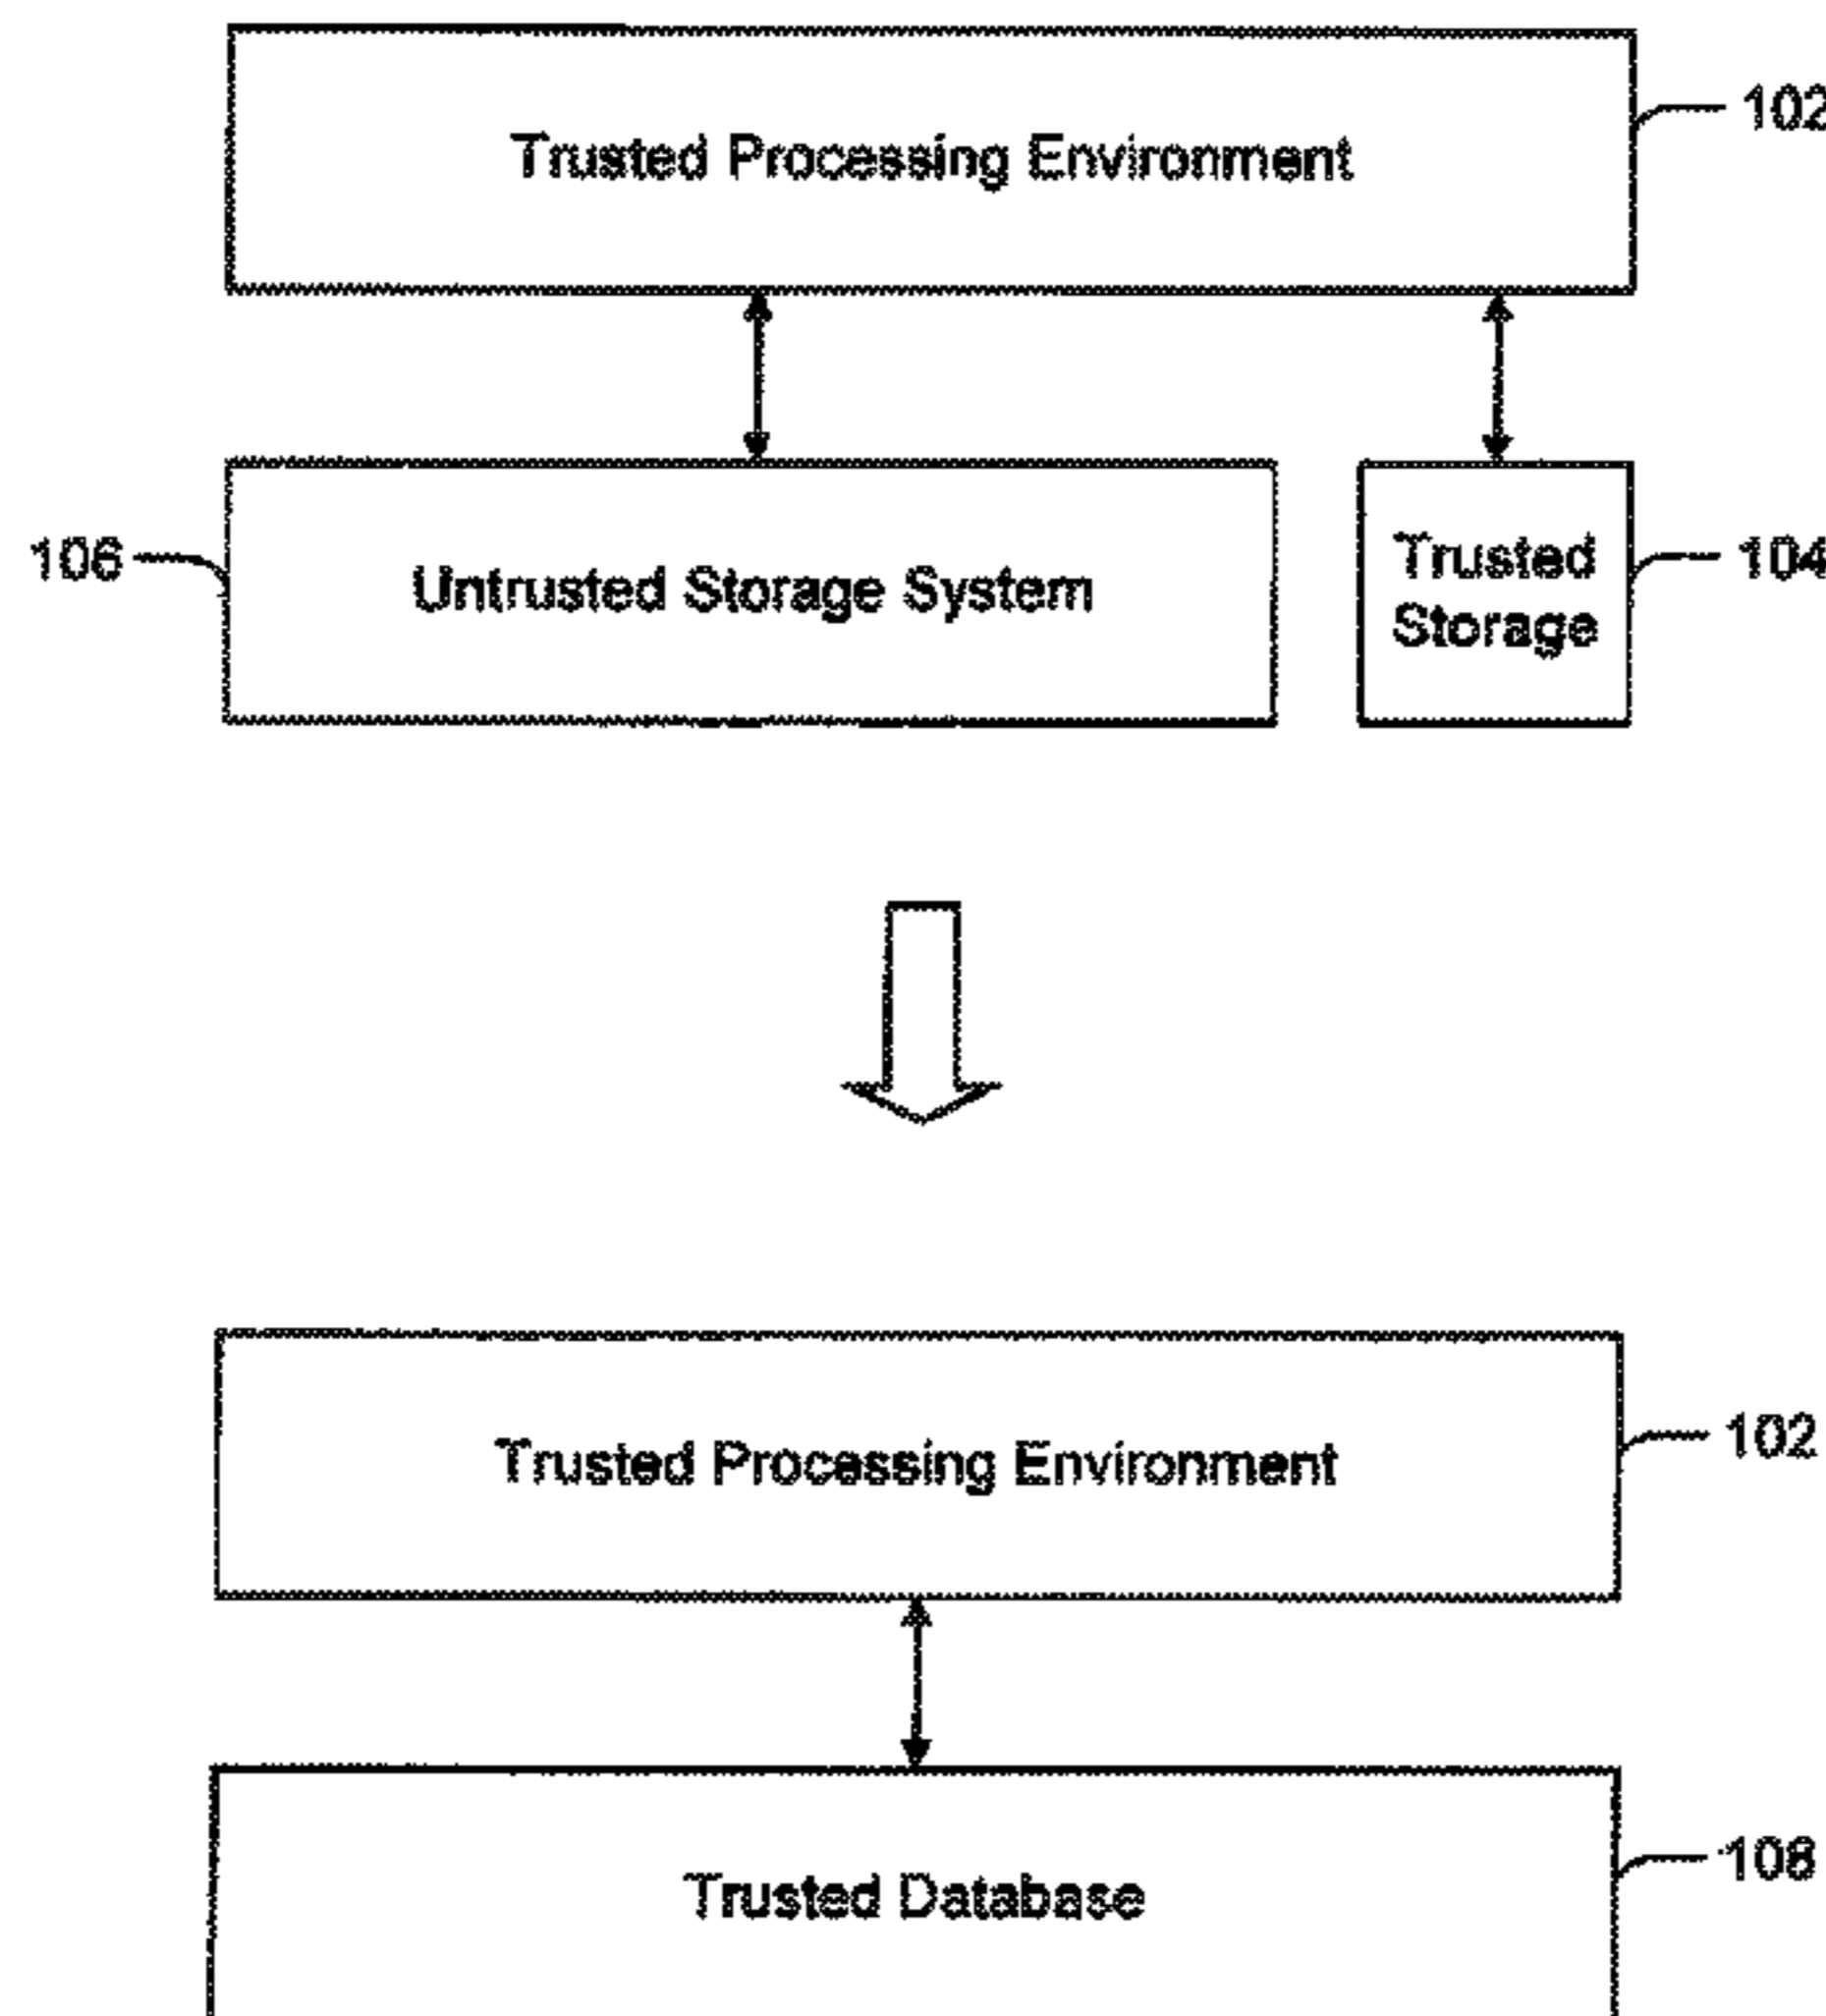 Trusted Processing Environment
102
106
Untrusted Storage System
Trusted
Storage
104
Trusted Processing Environment
102
Trusted Database
108